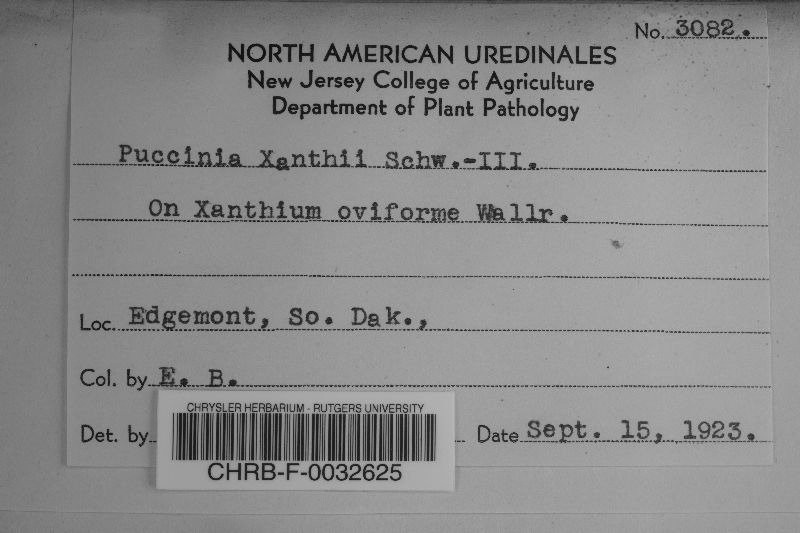 No. 3082.
NORTH AMERICAN UREDINALES
New Jersey College of Agriculture
Department of Plant Pathology
Puccinia Xanthii Schw.-III.
On Xanthium oviforme Wallr.
Loc. Edgemont, So. Dak.,
Col. by E. B.
Det. by Date Sept. 15, 1923.
CHRYSLER HERBARIUM - RUTGERS UNIVERSITY
CHRB-F-0032625